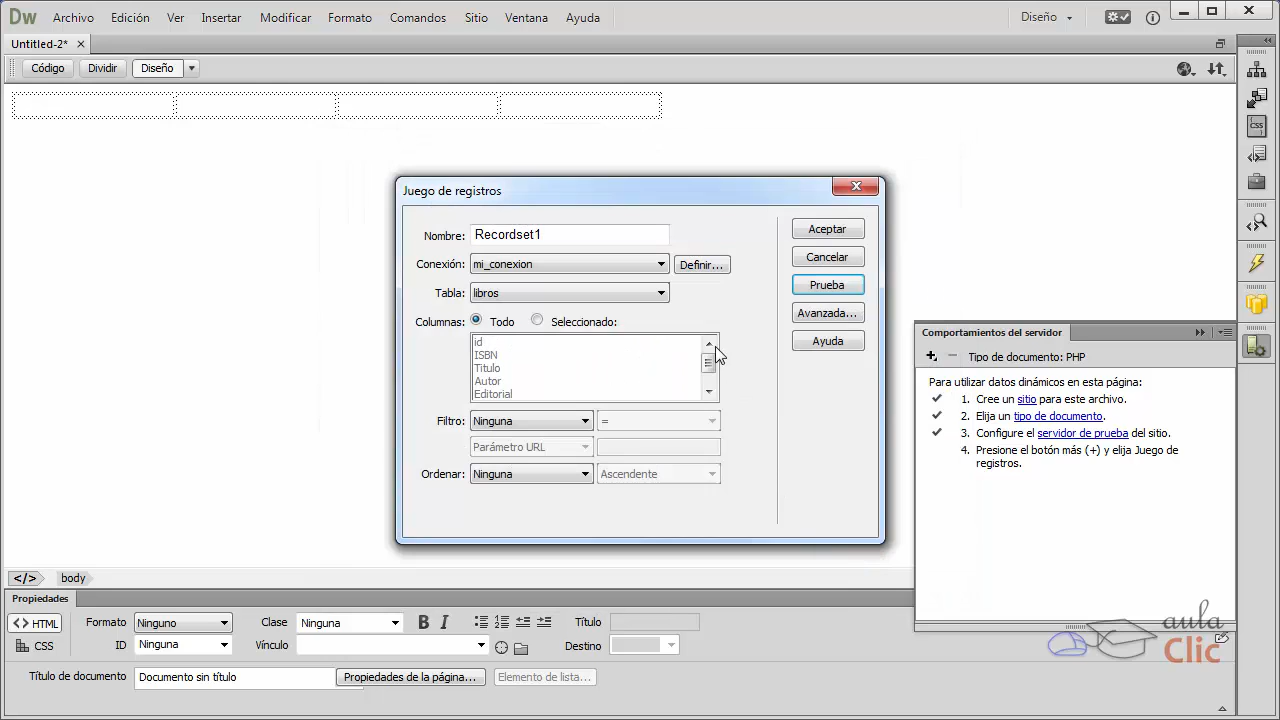 Dw Archivo Edición Ver Insertar Modificar Formato Comandos Sitio Ventana Ayuda Diseño
Untitled-2*
Código Dividir Diseño
Juego de registros
Nombre: Recordset1
Aceptar
Conexión: mi_conexion Definir...
Cancelar
Tabla: libros
Prueba
Columnas: Todo Seleccionado:
Avanzada...
id
ISBN
Titulo
Autor
Editorial
Ayuda
Filtro: Ninguna =
Parámetro URL
Ordenar: Ninguna Ascendente
Comportamientos del servidor
Tipo de documento: PHP
Para utilizar datos dinámicos en esta página:
1. Cree un sitio para este archivo.
2. Elija un tipo de documento.
3. Configure el servidor de prueba del sitio.
4. Presione el botón más (+) y elija Juego de
registros.
</> body
Propiedades
<> HTML Formato Ninguno Clase Ninguna B I Título
CSS ID Ninguna Vínculo Destino
Título de documento Documento sin título Propiedades de la página... Elemento de lista...
aula
Clic